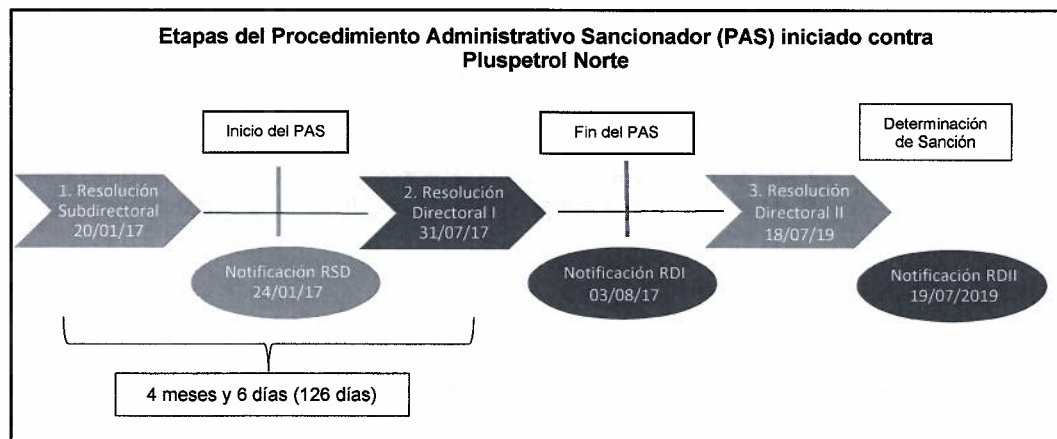 Etapas del Procedimiento Administrativo Sancionador (PAS) iniciado contra
Pluspetrol Norte
Inicio del PAS
Fin del PAS
Determinación
de Sanción
1. Resolución
Subdirectoral
20/01/17
2. Resolución
Directoral I
31/07/17
3. Resolución
Directoral II
18/07/19
Notificación RSD
24/01/17
Notificación RDI
03/08/17
Notificación RDII
19/07/2019
4 meses y 6 días (126 días)